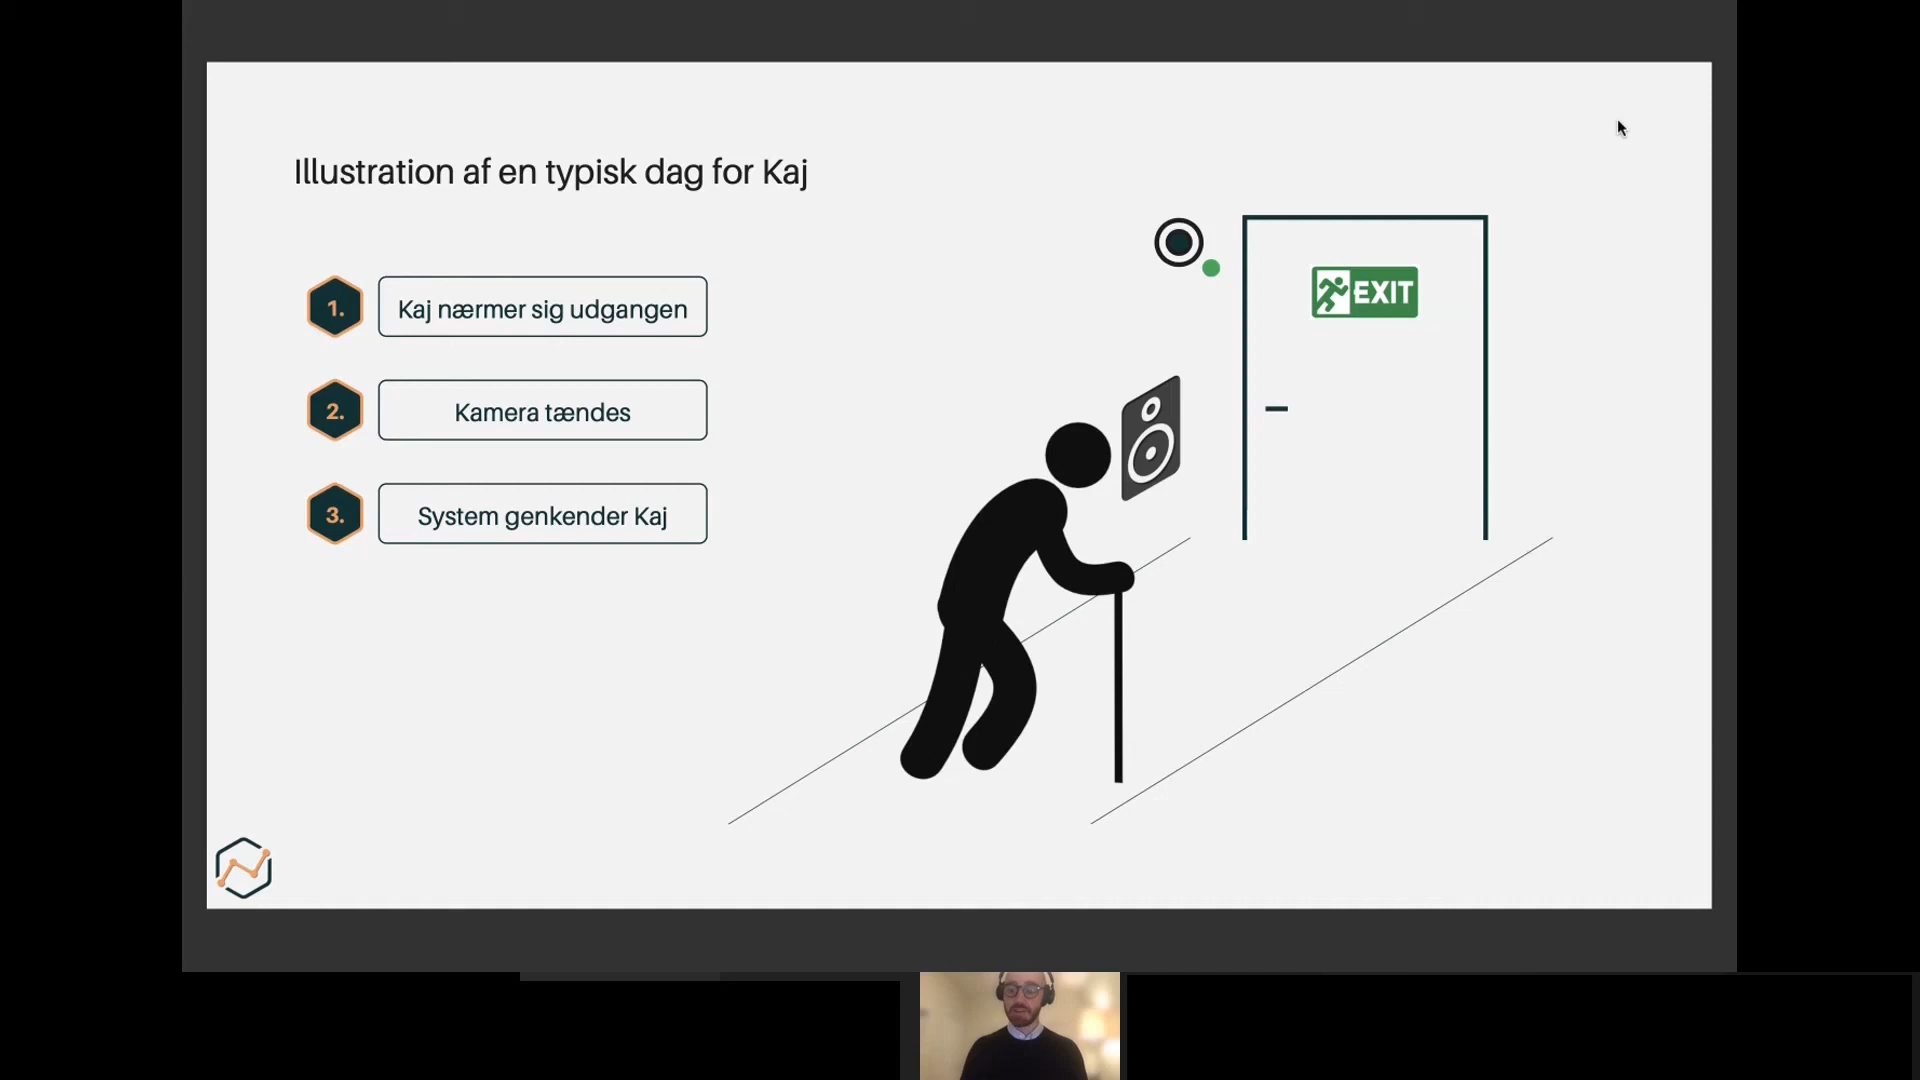 Illustration af en typisk dag for Kaj
1.
Kaj nærmer sig udgangen
2.
Kamera tændes
3.
System genkender Kaj
EXIT